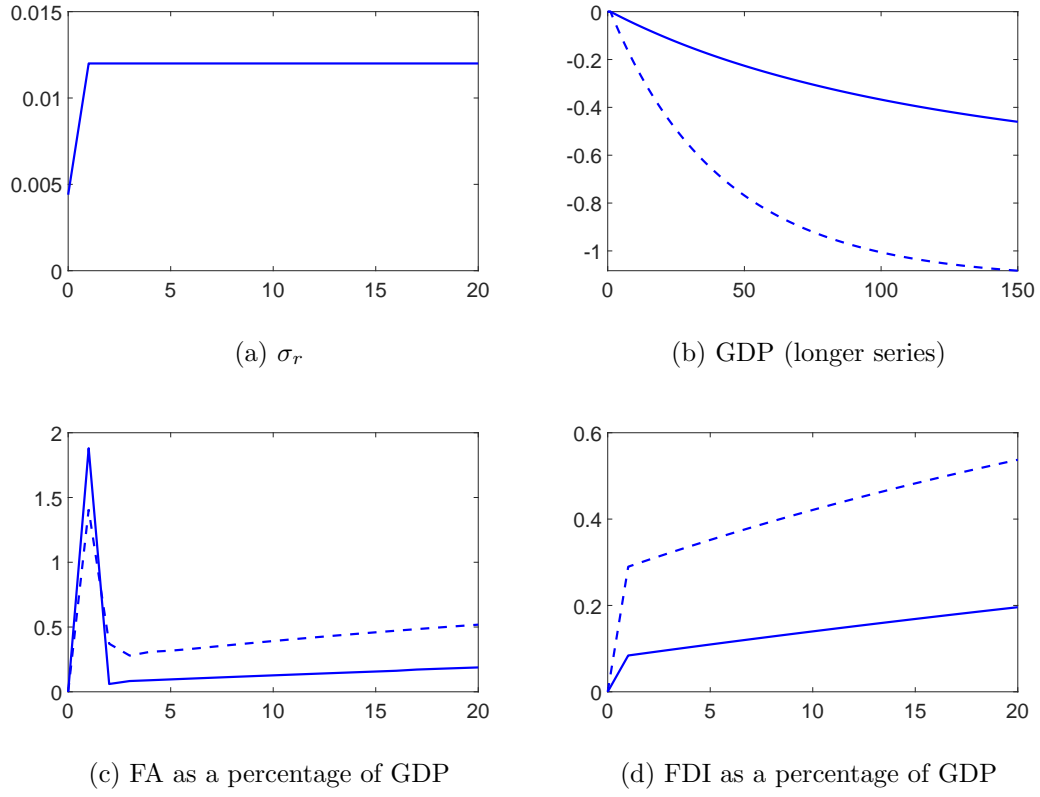 0.015
0.01
0.005
0
0 5 10 15 20
(a) σr
0
-0.2
-0.4
-0.6
-0.8
-1
0 50 100 150
(b) GDP (longer series)
2
1.5
1
0.5
0
0 5 10 15 20
(c) FA as a percentage of GDP
0.6
0.4
0.2
0
0 5 10 15 20
(d) FDI as a percentage of GDP